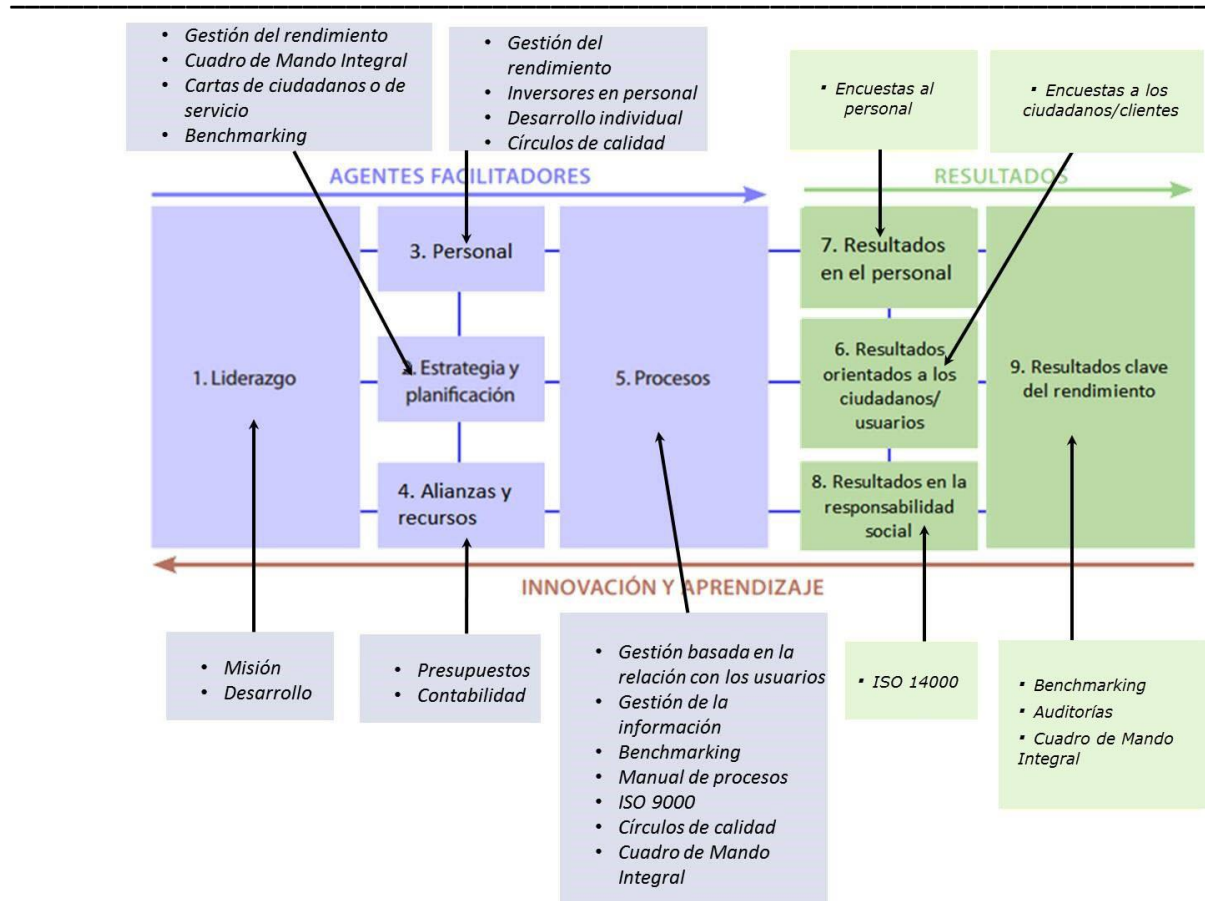 • Gestión del rendimiento
• Cuadro de Mando Integral
• Cartas de ciudadanos o de
servicio
• Benchmarking
• Gestión del
rendimiento
• Inversores en personal
• Desarrollo individual
• Círculos de calidad
▪ Encuestas al
personal
▪ Encuestas a los
ciudadanos/clientes
AGENTES FACILITADORES
RESULTADOS
1. Liderazgo
3. Personal
Estrategia y
planificación
4. Alianzas y
recursos
5. Procesos
7. Resultados
en el personal
6. Resultados
orientados a los
ciudadanos/
usuarios
8. Resultados en la
responsabilidad
social
9. Resultados clave
del rendimiento
INNOVACIÓN Y APRENDIZAJE
• Misión
• Desarrollo
• Presupuestos
• Contabilidad
• Gestión basada en la
relación con los usuarios
• Gestión de la
información
• Benchmarking
• Manual de procesos
• ISO 9000
• Círculos de calidad
• Cuadro de Mando
Integral
▪ ISO 14000
▪ Benchmarking
▪ Auditorías
▪ Cuadro de Mando
Integral